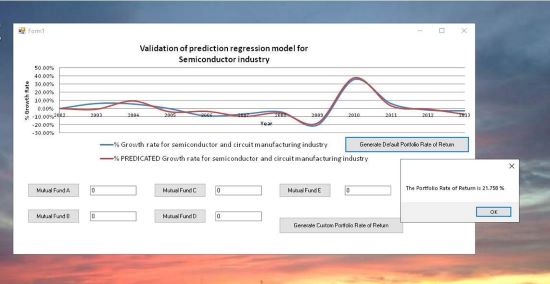 Form1
Validation of prediction regression model for
Semiconductor industry
50.00%
40.00%
30.00%
20.00%
10.00%
0.00%
-10.00%
-20.00%
-30.00%
% Growth Rate
2002 2003 2004 2005 2006 2007 2008 2009 2010 2011 2012 2013
Year
% Growth rate for semiconductor and circuit manufacturing industry
% PREDICATED Growth rate for semiconductor and circuit manufacturing industry
Generate Default Portfolio Rate of Return
The Portfolio Rate of Return is 21.758 %.
OK
Mutual Fund A 0 Mutual Fund C 0 Mutual Fund E 0
Mutual Fund B 0 Mutual Fund D 0
Generate Custom Portfolio Rate of Return